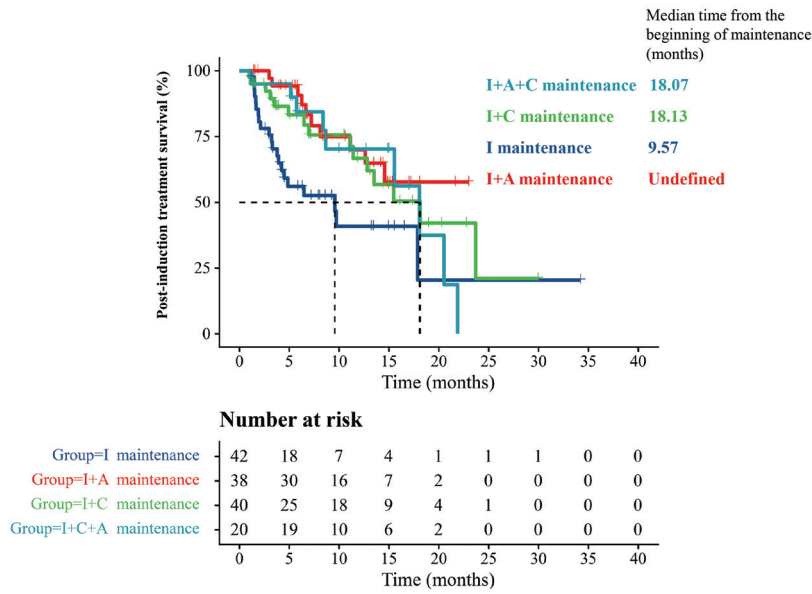 Median time from the
beginning of maintenance
(months)
I+A+C maintenance 18.07
I+C maintenance 18.13
I maintenance 9.57
I+A maintenance Undefined
Post-induction treatment survival (%)
100
75
50
25
0
0 5 10 15 20 25 30 35 40
Time (months)
Number at risk
Group=I maintenance 42 18 7 4 1 1 1 0 0
Group=I+A maintenance 38 30 16 7 2 0 0 0 0
Group=I+C maintenance 40 25 18 9 4 1 0 0 0
Group=I+C+A maintenance 20 19 10 6 2 0 0 0 0
0 5 10 15 20 25 30 35 40
Time (months)